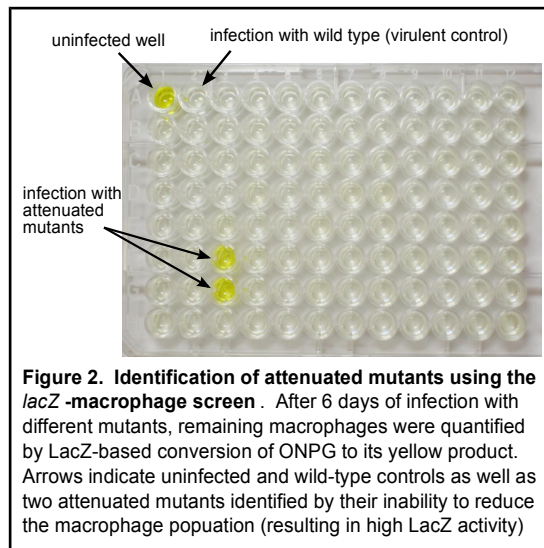 uninfected well
infection with wild type (virulent control)
infection with
attenuated
mutants
Figure 2. Identification of attenuated mutants using the
lacZ -macrophage screen . After 6 days of infection with
different mutants, remaining macrophages were quantified
by LacZ-based conversion of ONPG to its yellow product.
Arrows indicate uninfected and wild-type controls as well as
two attenuated mutants identified by their inability to reduce
the macrophage popuation (resulting in high LacZ activity)